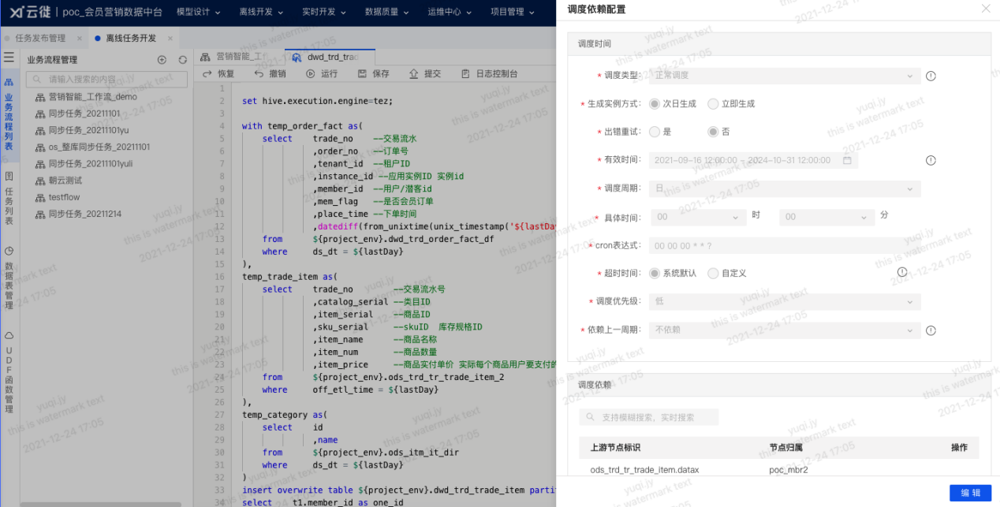 云徙 | poc_会员营销数据中台 模型设计 离线开发 实时开发 数据质量 运维中心 项目管理
任务发布管理 × 离线任务开发 ×
业务流程管理
请输入搜索的内容
业务流程列表
任务列表
数据表管理
UDF函数管理
营销智能_工作流_demo
同步任务_20211101
同步任务_20211101yu
os_整库同步任务_20211101
同步任务_20211101yuli
朝云测试
testflow
同步任务_20211214
营销智能_工 dwd_trd_trad
恢复 撤销 运行 保存 提交 日志控制台
1
2 set hive.execution.engine=tez;
3
4 with temp_order_fact as(
5 select trade_no --交易流水
6 ,order_no --订单号
7 ,tenant_id --租户ID
8 ,instance_id --应用实例ID 实例id
9 ,member_id --用户/潜客id
10 ,mem_flag --是否会员订单
11 ,place_time --下单时间
12 ,datediff(from_unixtime(unix_timestamp('${lastDay
13 from ${project_env}.dwd_trd_order_fact_df
14 where ds_dt = ${lastDay}
15 ),
16 temp_trade_item as(
17 select trade_no --交易流水号
18 ,catalog_serial --类目ID
19 ,item_serial --商品ID
20 ,sku_serial --skuID 库存规格ID
21 ,item_name --商品名称
22 ,item_num --商品数量
23 ,item_price --商品实付单价 实际每个商品用户要支付的
24 from ${project_env}.ods_trd_tr_trade_item_2
25 where off_etl_time = ${lastDay}
26 ),
27 temp_category as(
28 select id
29 ,name
30 from ${project_env}.ods_itm_it_dir
31 where ds_dt = ${lastDay}
32 )
33 insert overwrite table ${project_env}.dwd_trd_trade_item parti
34 select t1.member_id as one_id
调度依赖配置
调度时间
* 调度类型: 正常调度
* 生成实例方式: 次日生成 立即生成
* 出错重试: 是 否
* 有效时间: 2021-09-16 12:00:00 ~ 2024-10-31 12:00:00
* 调度周期: 日
* 具体时间: 00 时 00 分
* cron表达式: 00 00 00 * * ?
* 超时时间: 系统默认 自定义
* 调度优先级: 低
* 依赖上一周期: 不依赖
调度依赖
支持模糊搜索，实时搜索
上游节点标识 节点归属 操作
ods_trd_tr_trade_item.datax poc_mbr2
编 辑
yuqi.jy
this is watermark text
2021-12-24 17:05